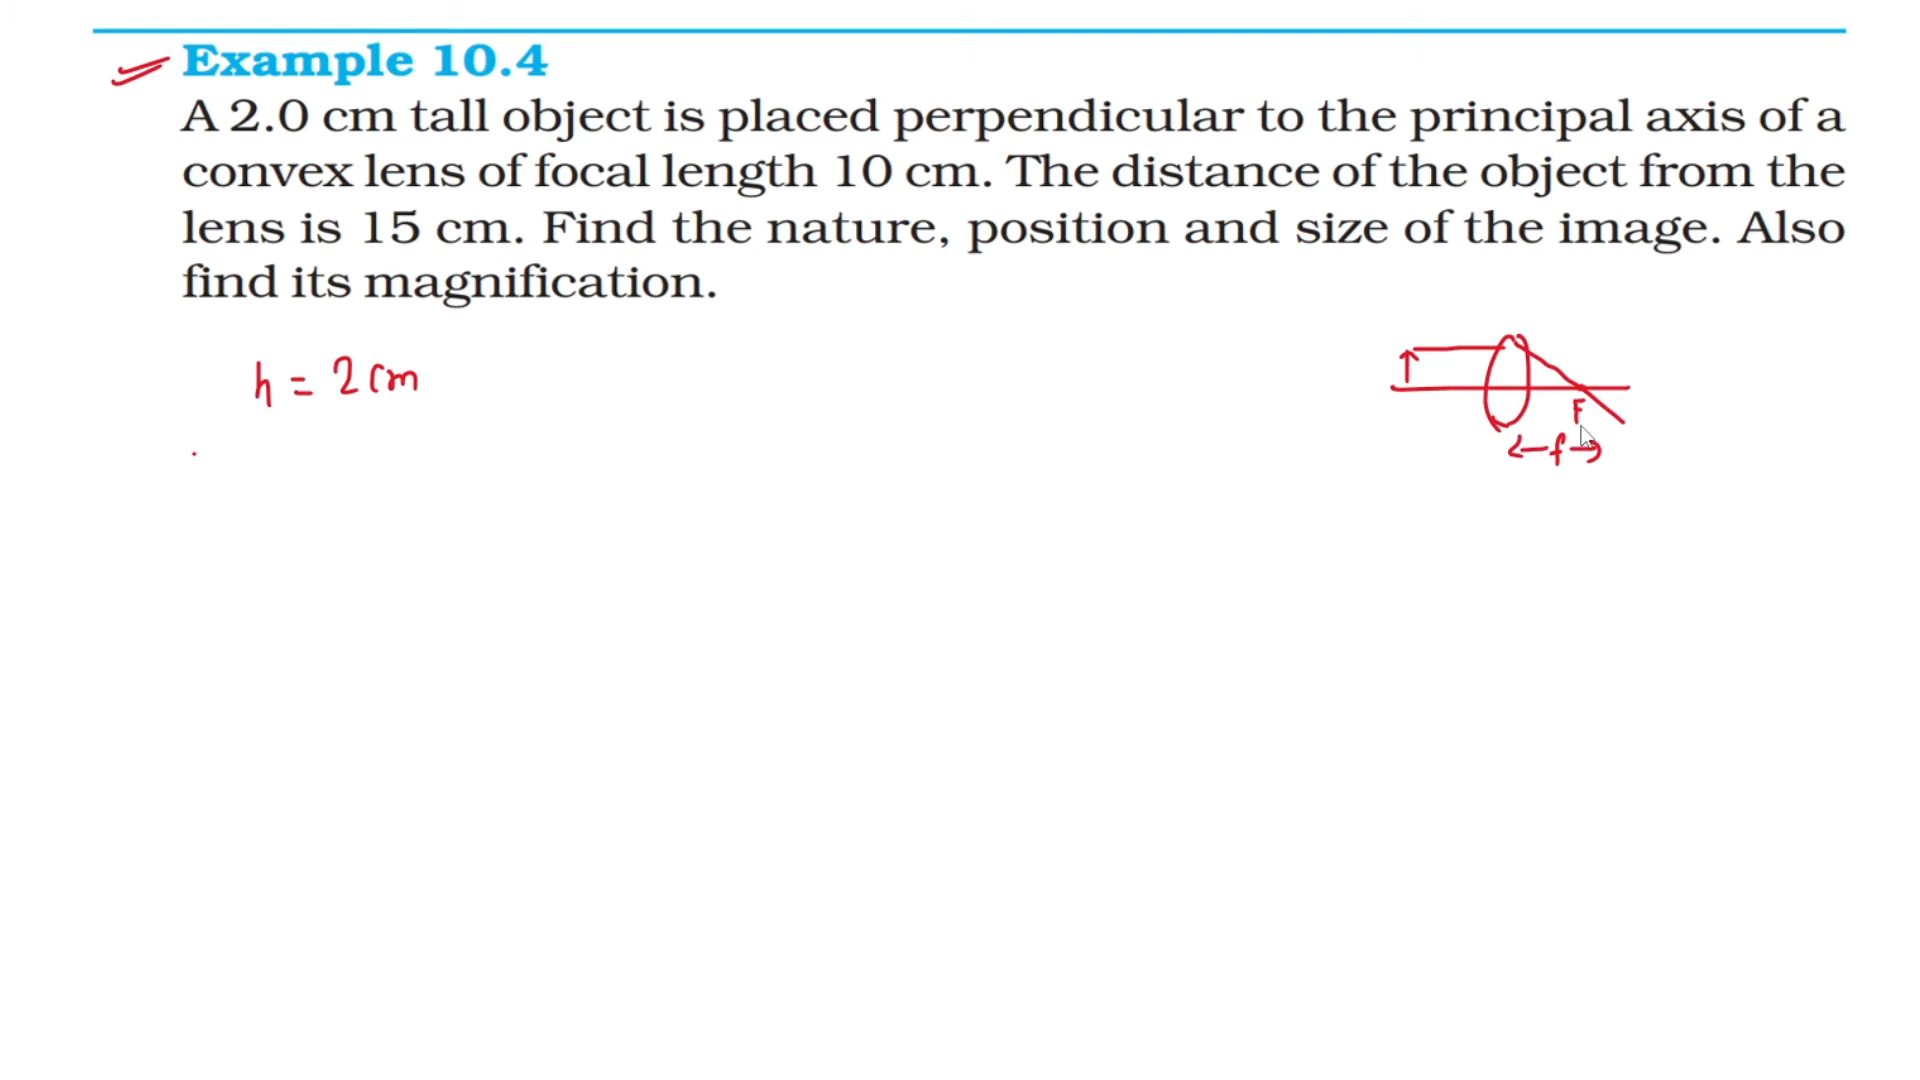 Example 10.4
A 2.0 cm tall object is placed perpendicular to the principal axis of a
convex lens of focal length 10 cm. The distance of the object from the
lens is 15 cm. Find the nature, position and size of the image. Also
find its magnification.
h = 2 cm
F
f